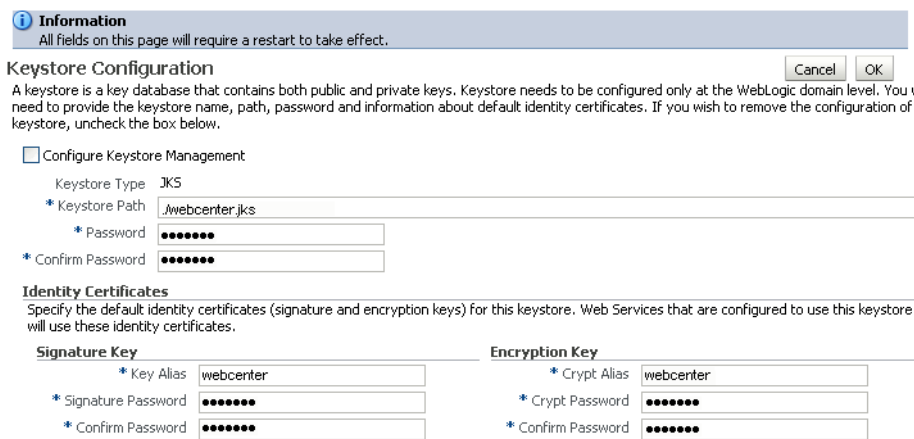 Information
All fields on this page will require a restart to take effect.
Keystore Configuration
Cancel OK
A keystore is a key database that contains both public and private keys. Keystore needs to be configured only at the WebLogic domain level. You
need to provide the keystore name, path, password and information about default identity certificates. If you wish to remove the configuration of
keystore, uncheck the box below.
Configure Keystore Management
Keystore Type JKS
* Keystore Path ./webcenter.jks
* Password •••••••
* Confirm Password •••••••
Identity Certificates
Specify the default identity certificates (signature and encryption keys) for this keystore. Web Services that are configured to use this keystore
will use these identity certificates.
Signature Key Encryption Key
* Key Alias webcenter * Crypt Alias webcenter
* Signature Password ••••••• * Crypt Password •••••••
* Confirm Password ••••••• * Confirm Password •••••••